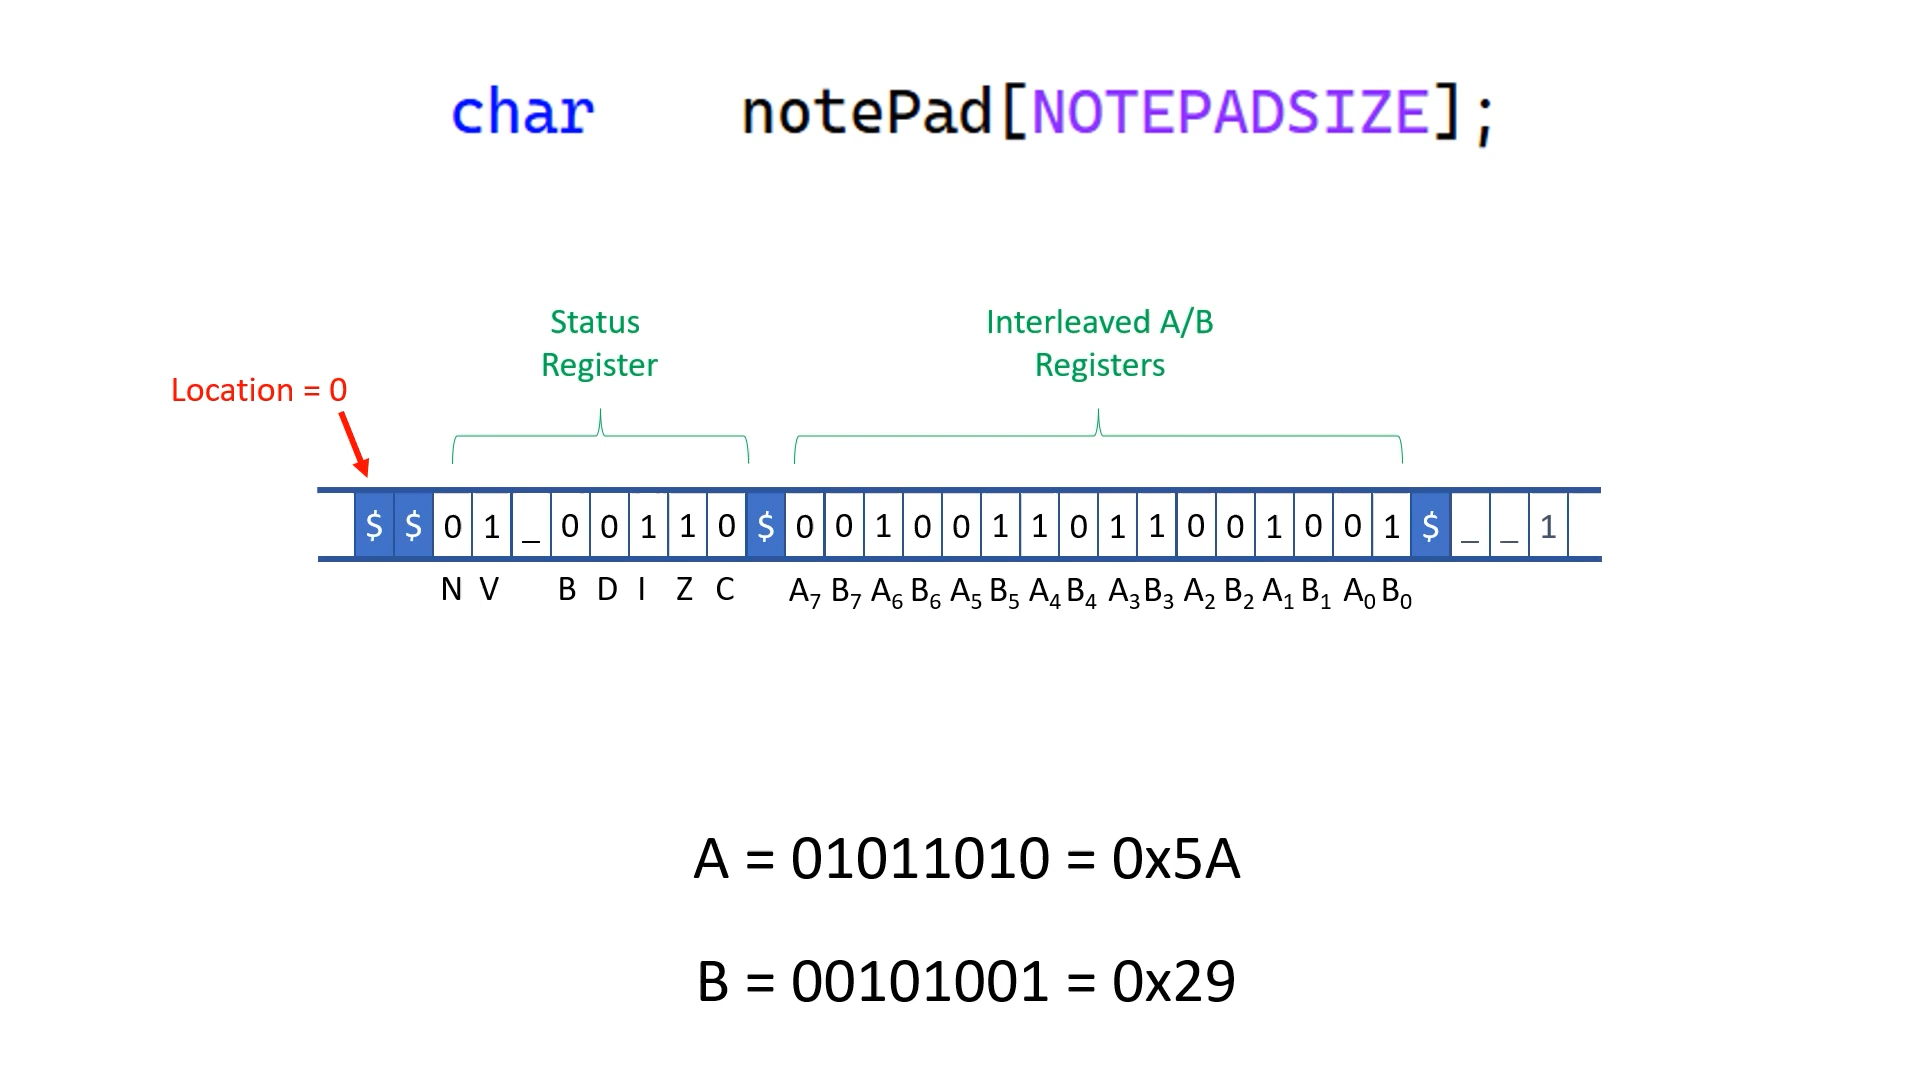 char notePad[NOTEPADSIZE];
Status
Register
Interleaved A/B
Registers
Location = 0
$ $ 0 1 _ 0 0 1 1 0 $ 0 0 1 0 0 1 1 0 1 1 0 0 1 0 0 1 $ _ _ 1
N V B D I Z C A7 B7 A6 B6 A5 B5 A4 B4 A3 B3 A2 B2 A1 B1 A0 B0
A = 01011010 = 0x5A
B = 00101001 = 0x29